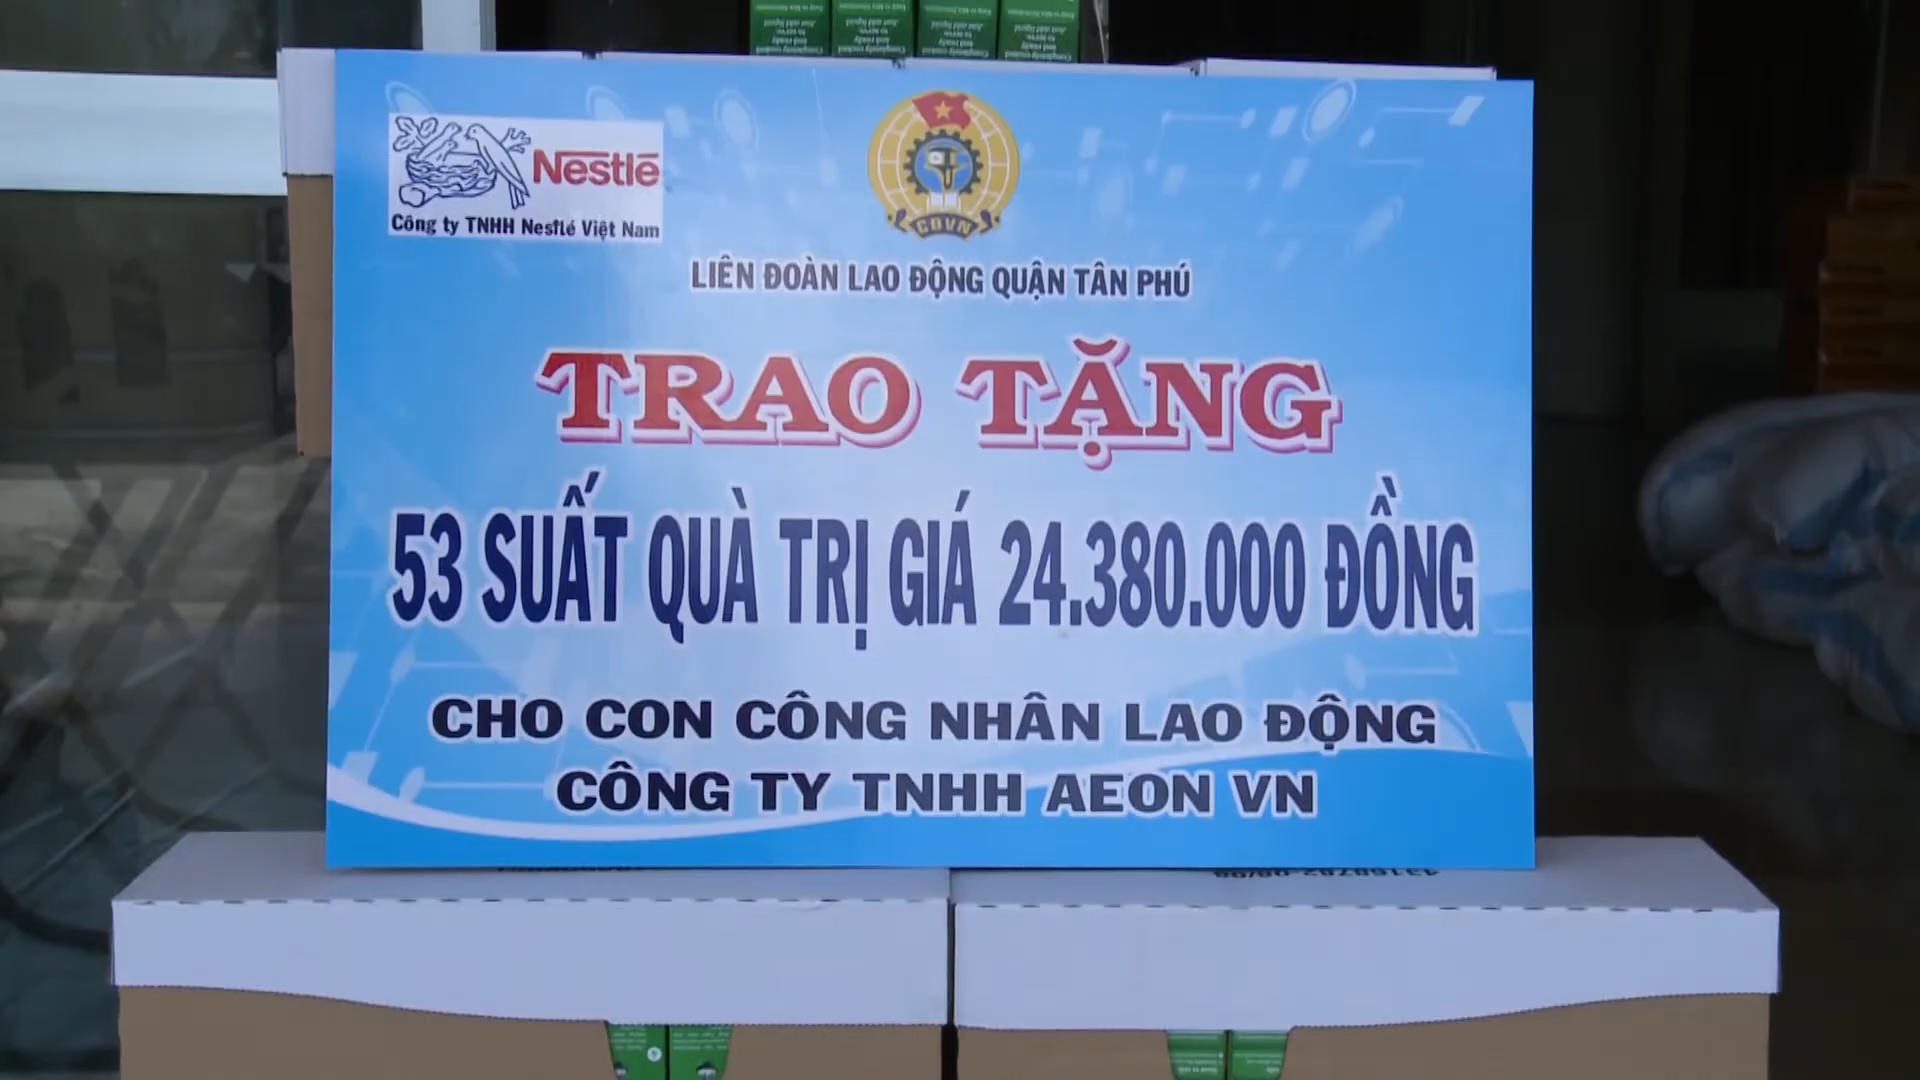 Nestlé
Công ty TNHH Nestlé Việt Nam
CĐVN
LIÊN ĐOÀN LAO ĐỘNG QUẬN TÂN PHÚ
TRAO TẶNG
53 SUẤT QUÀ TRỊ GIÁ 24.380.000 ĐỒNG
CHO CON CÔNG NHÂN LAO ĐỘNG
CÔNG TY TNHH AEON VN